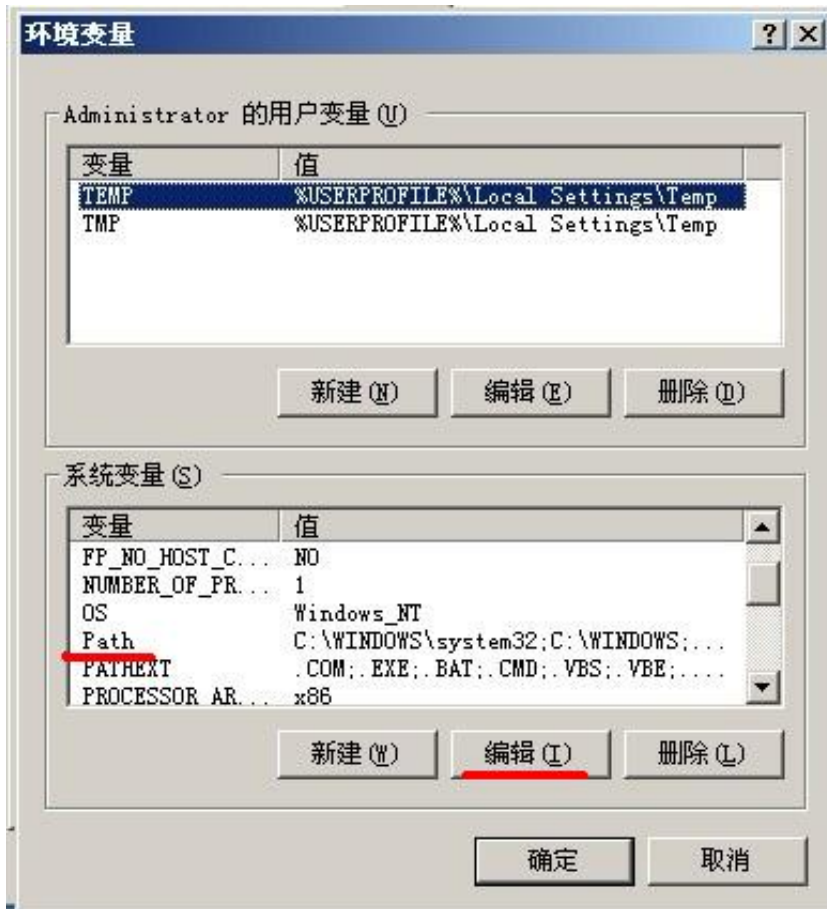 环境变量
Administrator 的用户变量(U)
变量 值
TEMP %USERPROFILE%\Local Settings\Temp
TMP %USERPROFILE%\Local Settings\Temp
新建(N) 编辑(E) 删除(D)
系统变量(S)
变量 值
FP_NO_HOST_C... NO
NUMBER_OF_PR... 1
OS Windows_NT
Path C:\WINDOWS\system32;C:\WINDOWS;...
PATHEXT .COM;.EXE;.BAT;.CMD;.VBS;.VBE;....
PROCESSOR_AR... x86
新建(W) 编辑(I) 删除(L)
确定 取消